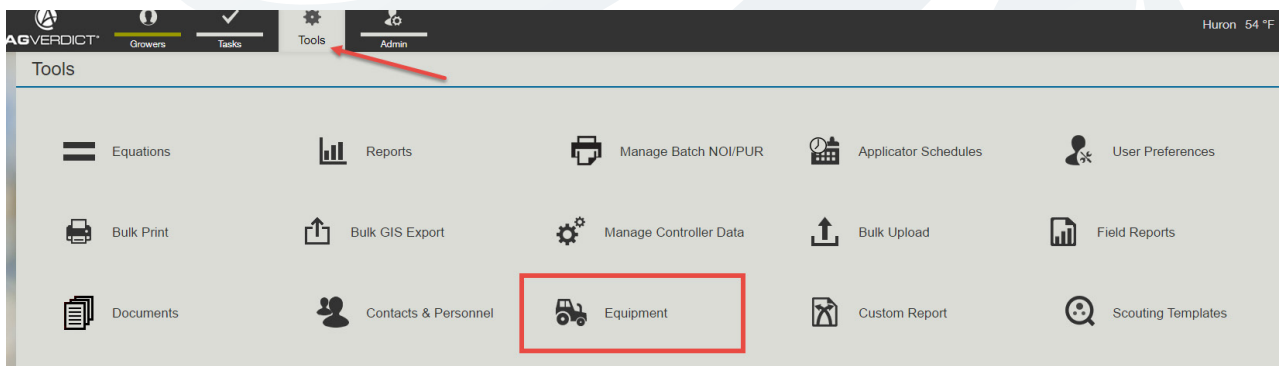 AGVERDICT
Growers Tasks Tools Admin
Huron 54 °F
Tools
Equations Reports Manage Batch NOI/PUR Applicator Schedules User Preferences
Bulk Print Bulk GIS Export Manage Controller Data Bulk Upload Field Reports
Documents Contacts & Personnel Equipment Custom Report Scouting Templates